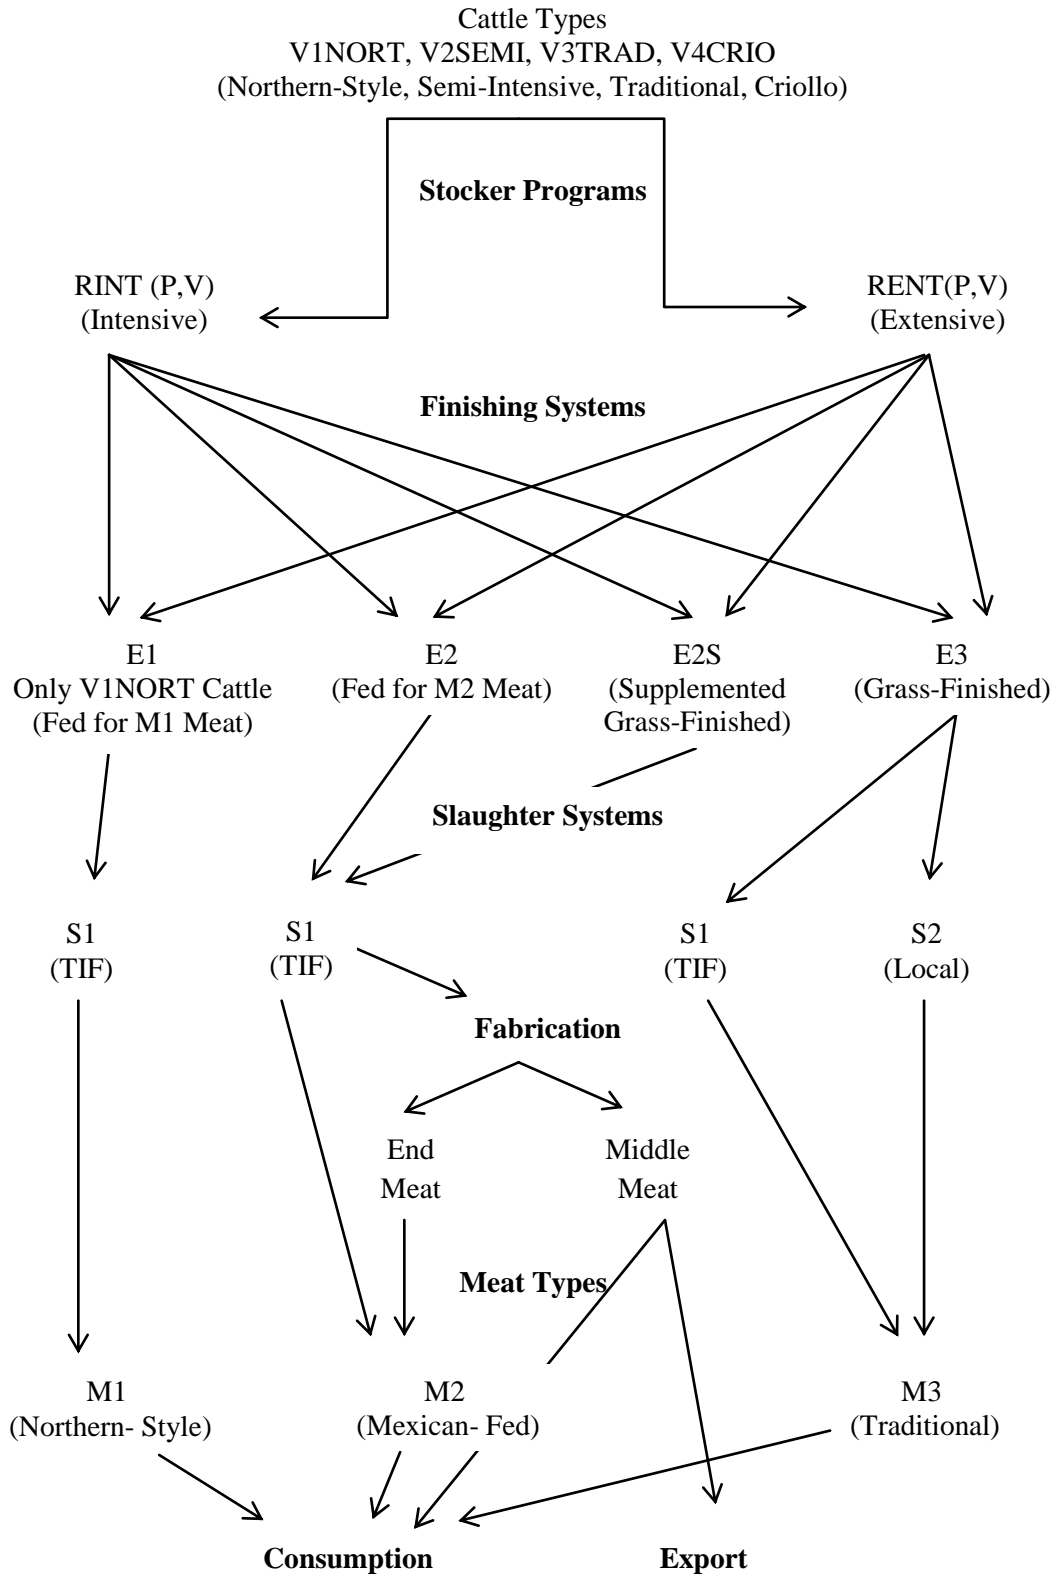 Cattle Types
V1NORT, V2SEMI, V3TRAD, V4CRIO
(Northern-Style, Semi-Intensive, Traditional, Criollo)
Stocker Programs
RINT (P,V)
(Intensive)
RENT(P,V)
(Extensive)
Finishing Systems
E1
Only V1NORT Cattle
(Fed for M1 Meat)
E2
(Fed for M2 Meat)
E2S
(Supplemented
Grass-Finished)
E3
(Grass-Finished)
Slaughter Systems
S1
(TIF)
S1
(TIF)
S1
(TIF)
S2
(Local)
Fabrication
End
Meat
Middle
Meat
Meat Types
M1
(Northern- Style)
M2
(Mexican- Fed)
M3
(Traditional)
Consumption
Export